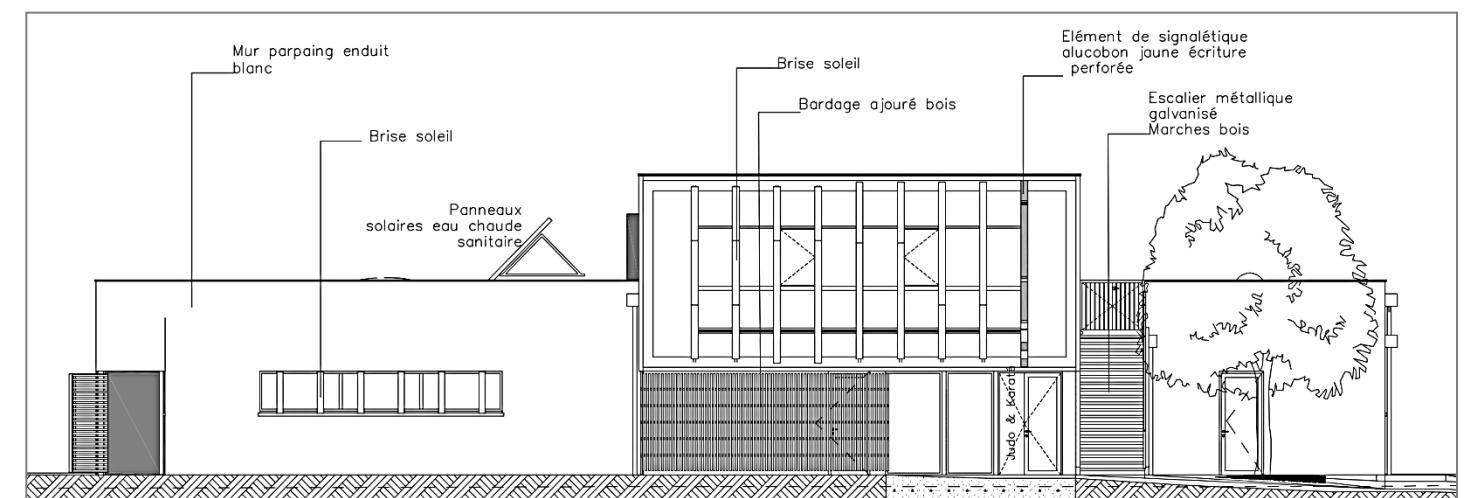 Mur parpaing enduit
blanc
Brise soleil
Panneaux
solaires eau chaude
sanitaire
Brise soleil
Bardage ajouré bois
Elément de signalétique
alucobon jaune écriture
perforée
Escalier métallique
galvanisé
Marches bois
Judo & Karaté